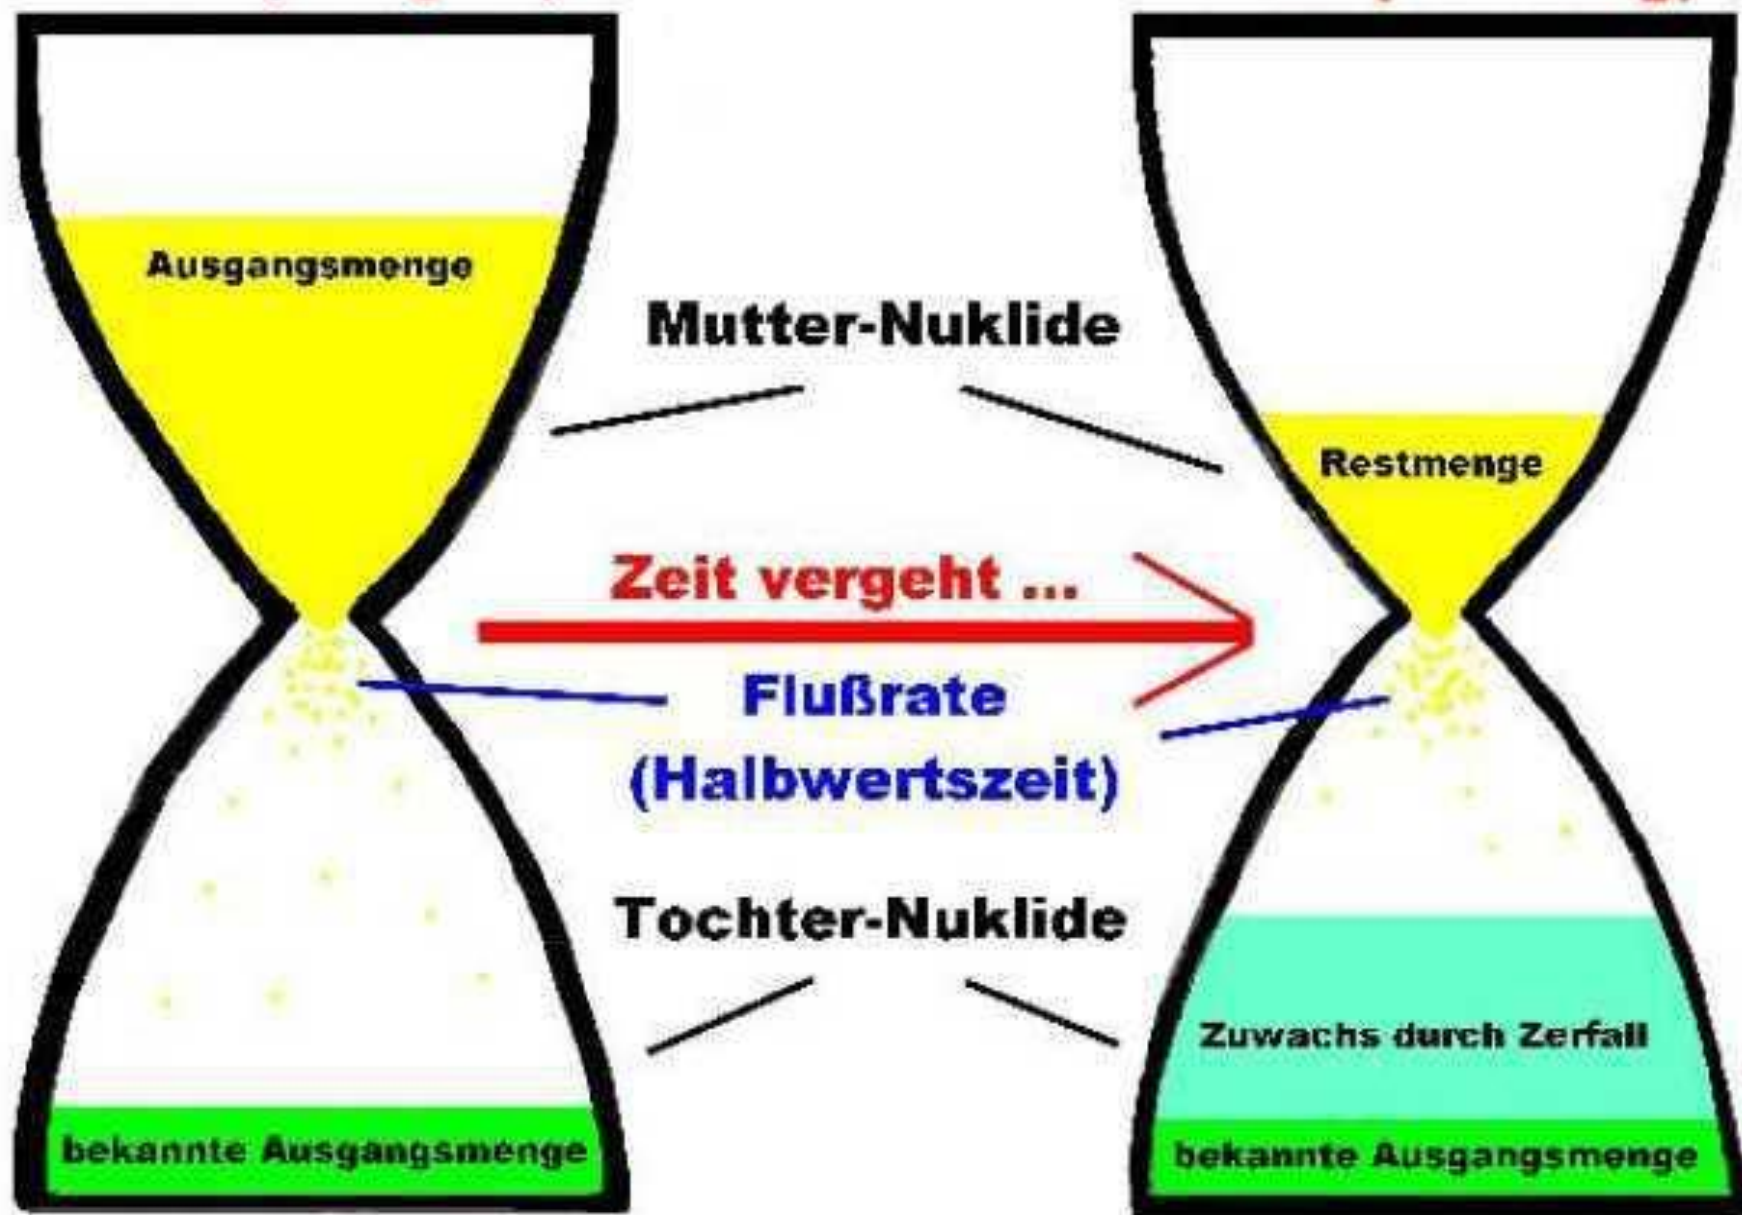 Ausgangsmenge
Mutter-Nuklide
Restmenge
Zeit vergeht ...
Flußrate
(Halbwertszeit)
Tochter-Nuklide
Zuwachs durch Zerfall
bekannte Ausgangsmenge
bekannte Ausgangsmenge